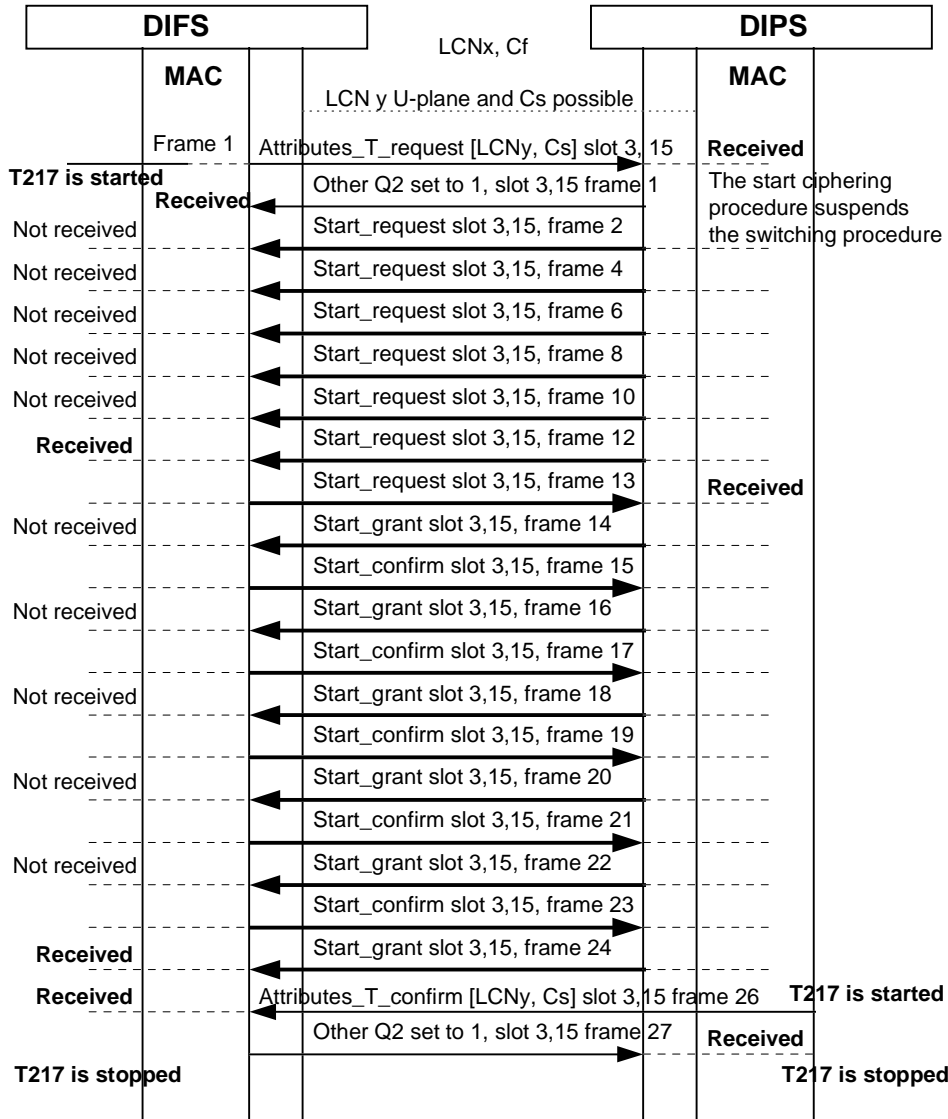 DIFS
DIPS
LCNx, Cf
MAC
MAC
LCN y U-plane and Cs possible
Frame 1
Attributes_T_request [LCNy, Cs] slot 3, 15
Received
T217 is started
Other Q2 set to 1, slot 3,15 frame 1
Received
The start ciphering
procedure suspends
the switching procedure
Not received
Start_request slot 3,15, frame 2
Not received
Start_request slot 3,15, frame 4
Not received
Start_request slot 3,15, frame 6
Not received
Start_request slot 3,15, frame 8
Not received
Start_request slot 3,15, frame 10
Received
Start_request slot 3,15, frame 12
Start_request slot 3,15, frame 13
Received
Not received
Start_grant slot 3,15, frame 14
Start_confirm slot 3,15, frame 15
Not received
Start_grant slot 3,15, frame 16
Start_confirm slot 3,15, frame 17
Not received
Start_grant slot 3,15, frame 18
Start_confirm slot 3,15, frame 19
Not received
Start_grant slot 3,15, frame 20
Start_confirm slot 3,15, frame 21
Not received
Start_grant slot 3,15, frame 22
Start_confirm slot 3,15, frame 23
Received
Start_grant slot 3,15, frame 24
Received
Attributes_T_confirm [LCNy, Cs] slot 3,15 frame 26
T217 is started
Other Q2 set to 1, slot 3,15 frame 27
Received
T217 is stopped
T217 is stopped